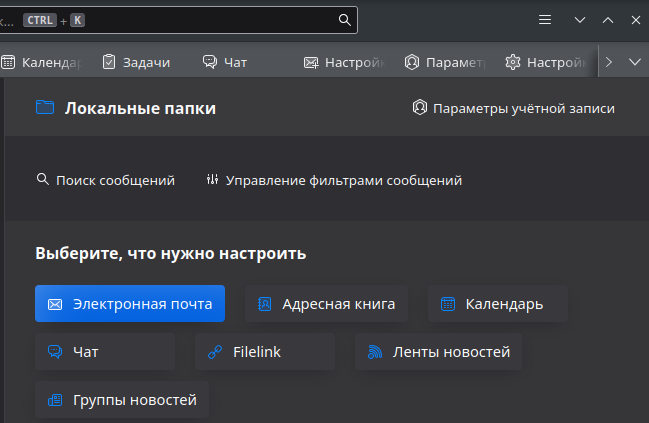 к... CTRL + K
Календар Задачи Чат Настройк Параметр Настройк
Локальные папки Параметры учётной записи
Поиск сообщений Управление фильтрами сообщений
Выберите, что нужно настроить
Электронная почта Адресная книга Календарь
Чат Filelink Ленты новостей
Группы новостей